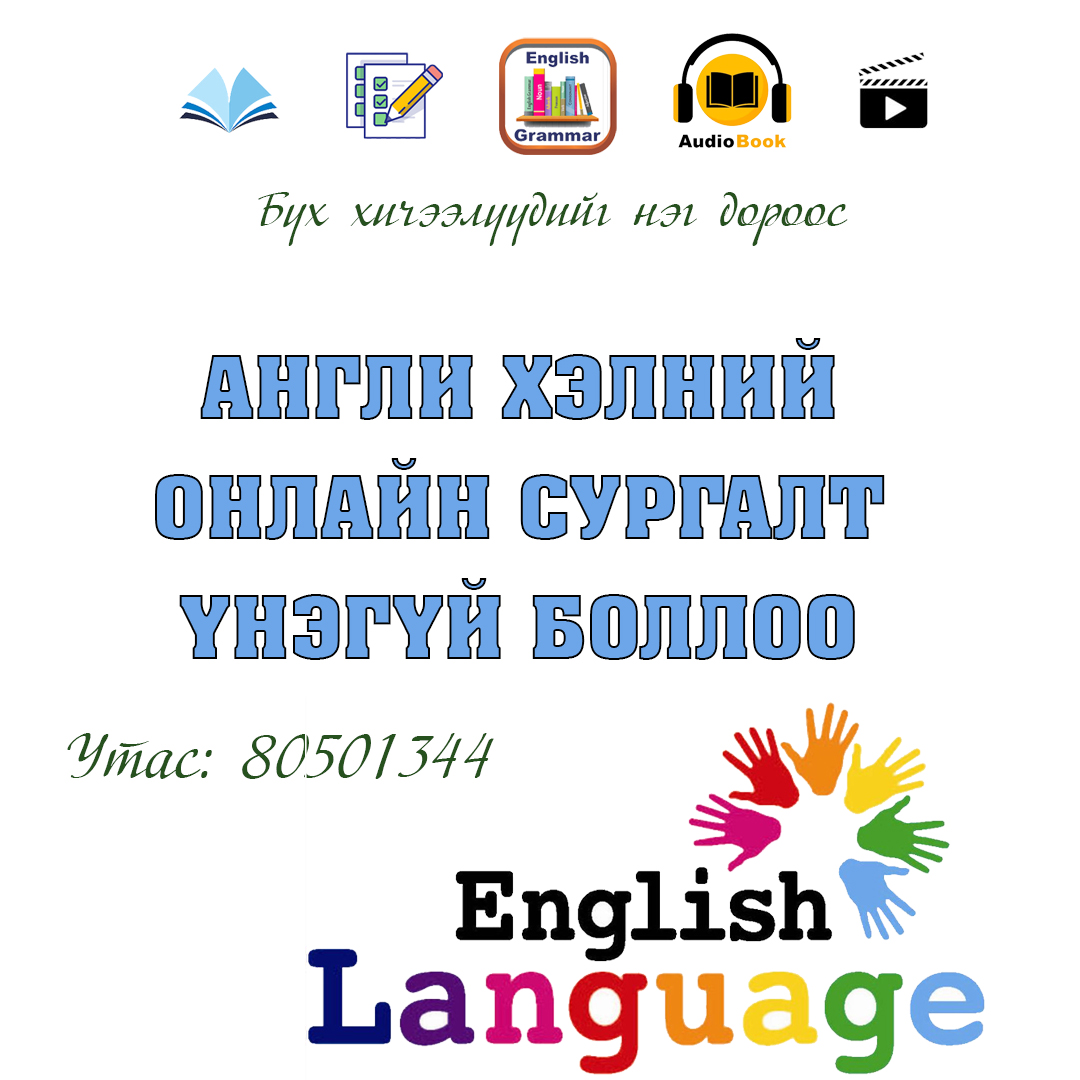 English
Grammar
AudioBook
Бүх хичээлүүдийг нэг дороос
АНГЛИ ХЭЛНИЙ
ОНЛАЙН СУРГАЛТ
ҮНЭГҮЙ БОЛЛОО
Утас: 80501344
English
Language